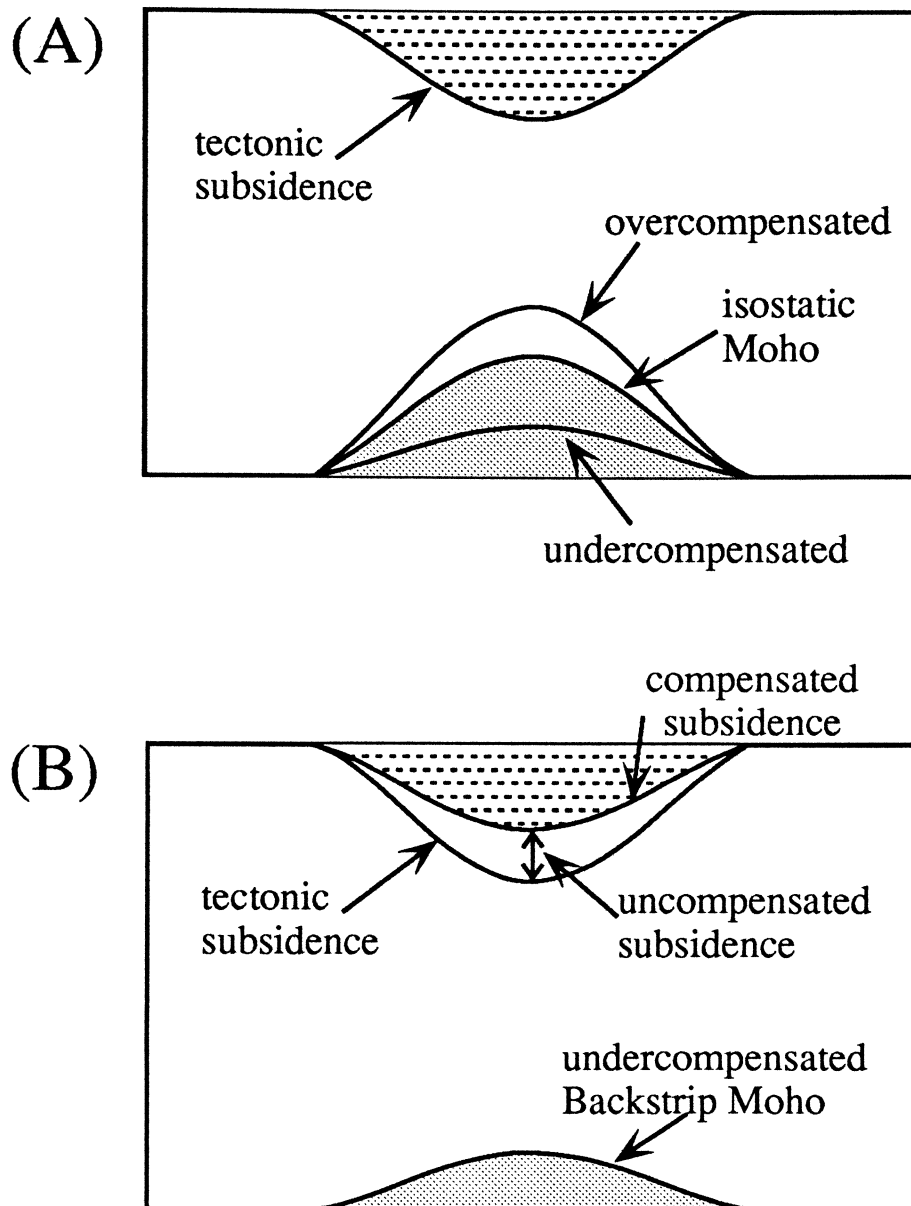 (A)
tectonic
subsidence
overcompensated
isostatic
Moho
undercompensated
compensated
subsidence
(B)
tectonic
subsidence
uncompensated
subsidence
undercompensated
Backstrip Moho